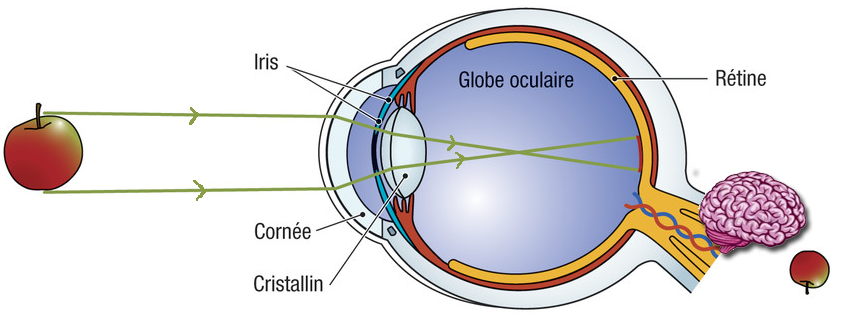 Iris
Globe oculaire
Rétine
Cornée
Cristallin